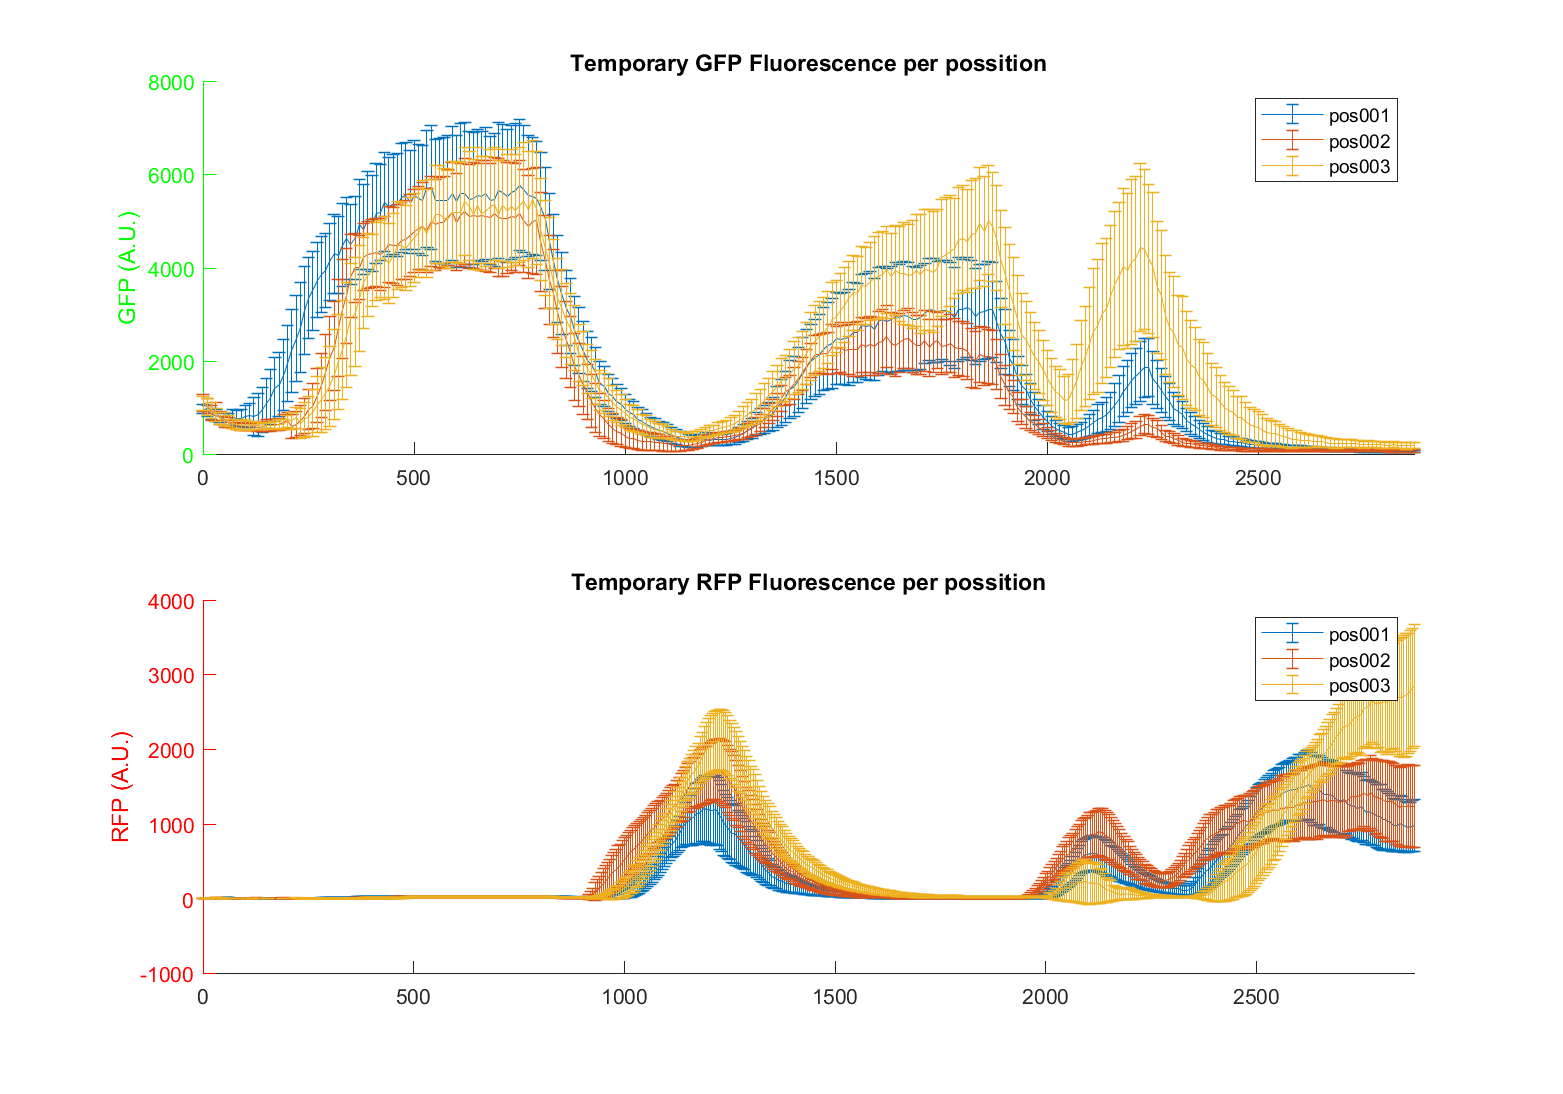 Temporary GFP Fluorescence per possition
8000
6000
4000
2000
0
GFP (A.U.)
0 500 1000 1500 2000 2500
pos001
pos002
pos003
Temporary RFP Fluorescence per possition
4000
3000
2000
1000
0
-1000
RFP (A.U.)
0 500 1000 1500 2000 2500
pos001
pos002
pos003